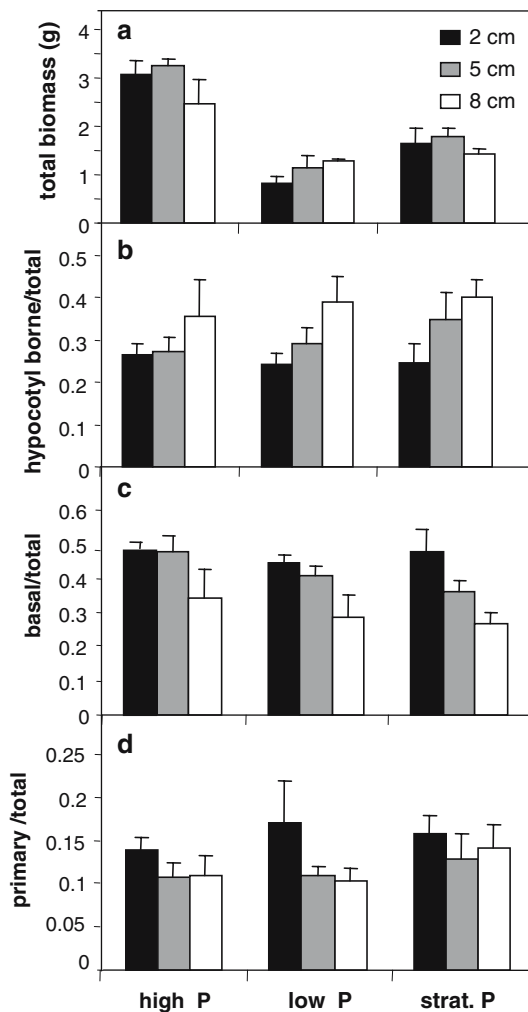 a
total biomass (g)
4
3
2
1
0
2 cm
5 cm
8 cm
b
hypocotyl borne/total
0.5
0.4
0.3
0.2
0.1
0
c
basal/total
0.6
0.5
0.4
0.3
0.2
0.1
0
d
primary /total
0.25
0.2
0.15
0.1
0.05
0
high P
low P
strat. P